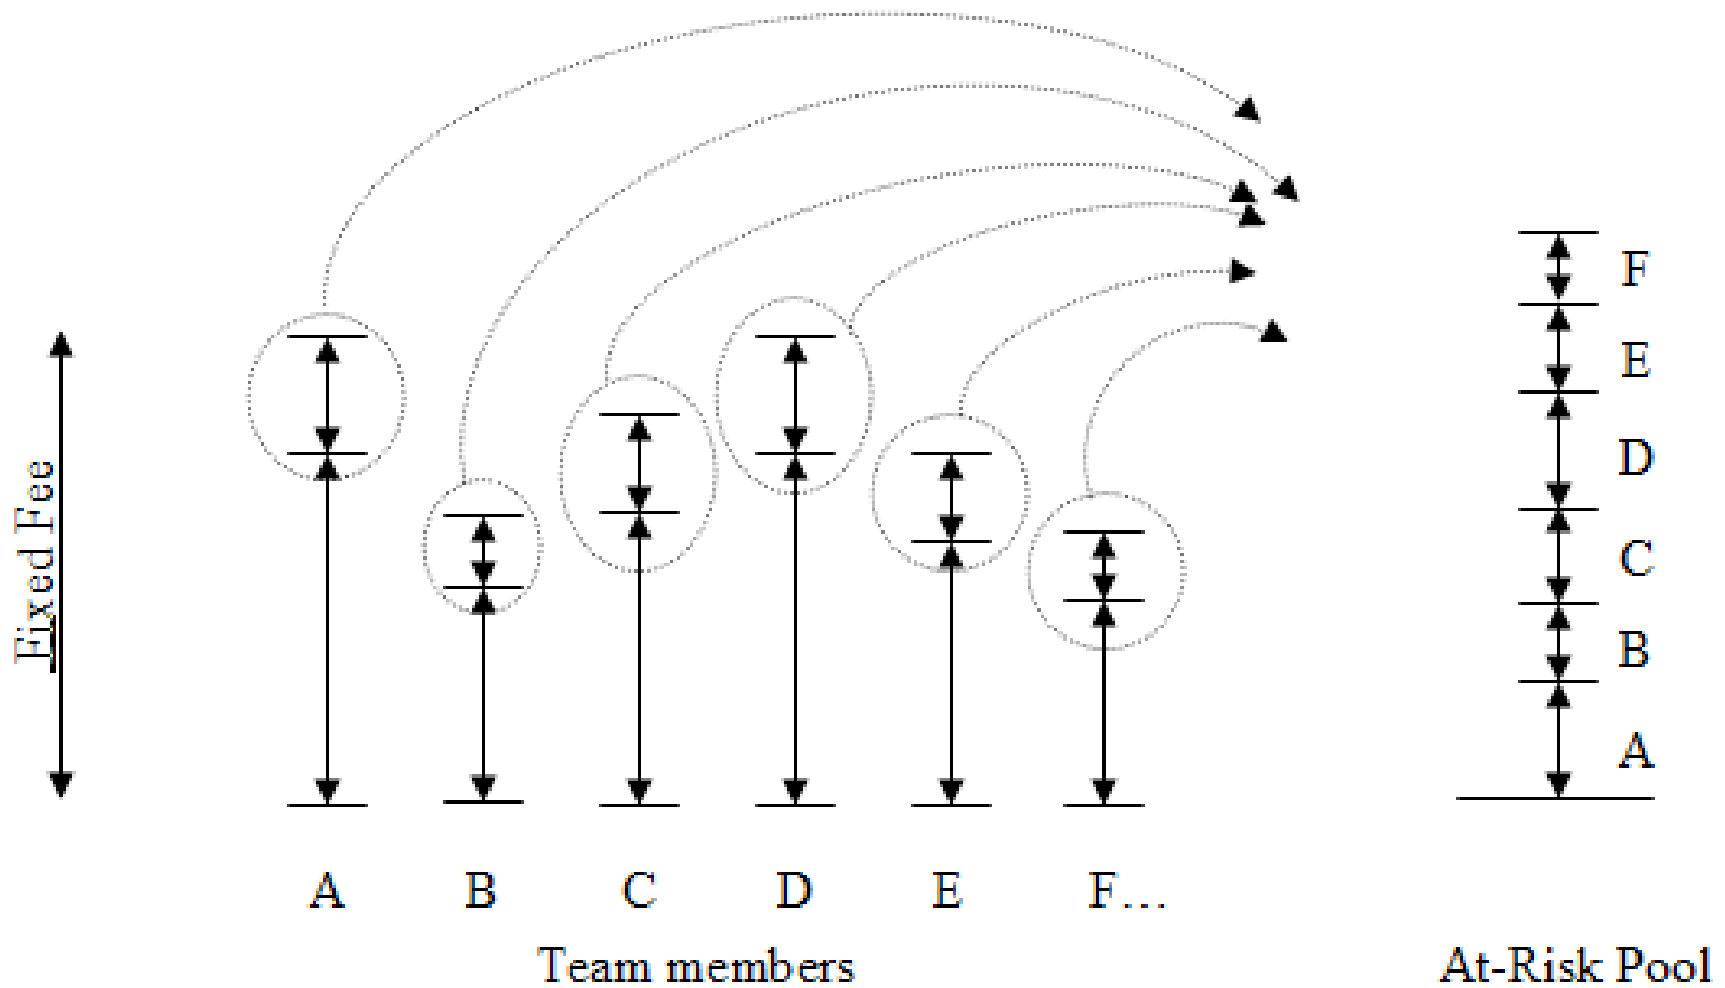 Fixed Fee
F
E
D
C
B
A
A B C D E F...
Team members
At-Risk Pool